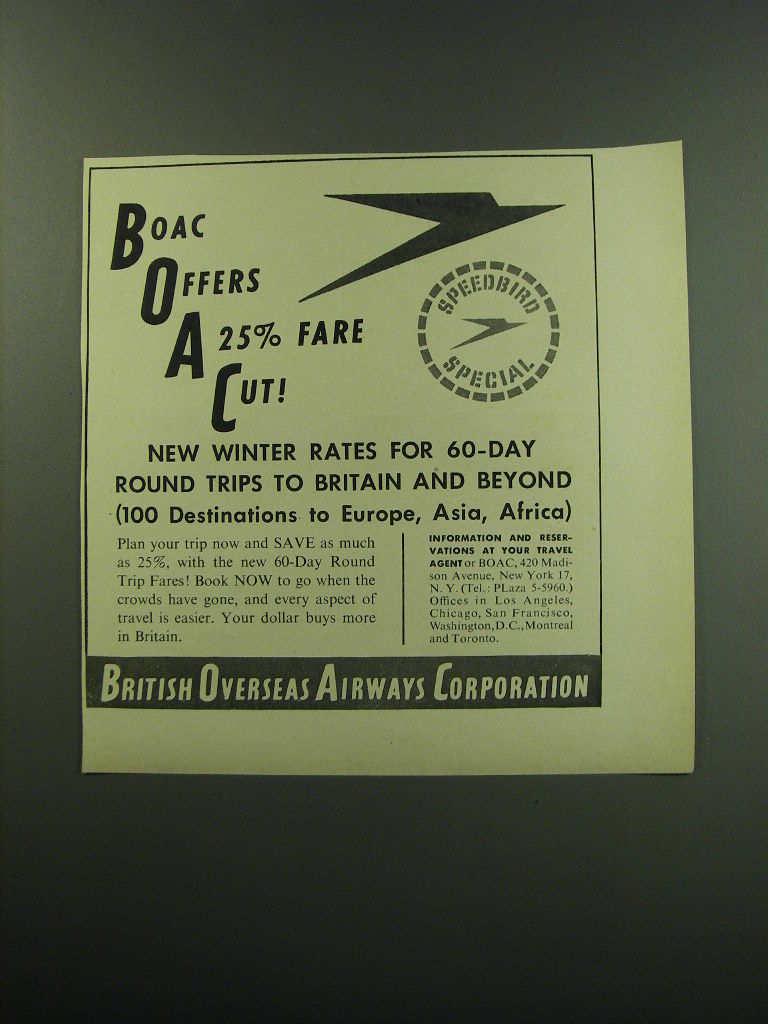 BOAC
OFFERS
A 25% FARE
CUT!
SPEEDBIRD
SPECIAL
NEW WINTER RATES FOR 60-DAY
ROUND TRIPS TO BRITAIN AND BEYOND
(100 Destinations to Europe, Asia, Africa)
Plan your trip now and SAVE as much
as 25%, with the new 60-Day Round
Trip Fares! Book NOW to go when the
crowds have gone, and every aspect of
travel is easier. Your dollar buys more
in Britain.
INFORMATION AND RESER-
VATIONS AT YOUR TRAVEL
AGENT or BOAC, 420 Madi-
son Avenue, New York 17,
N. Y. (Tel.: PLaza 5-5960.)
Offices in Los Angeles,
Chicago, San Francisco,
Washington, D.C., Montreal
and Toronto.
BRITISH OVERSEAS AIRWAYS CORPORATION